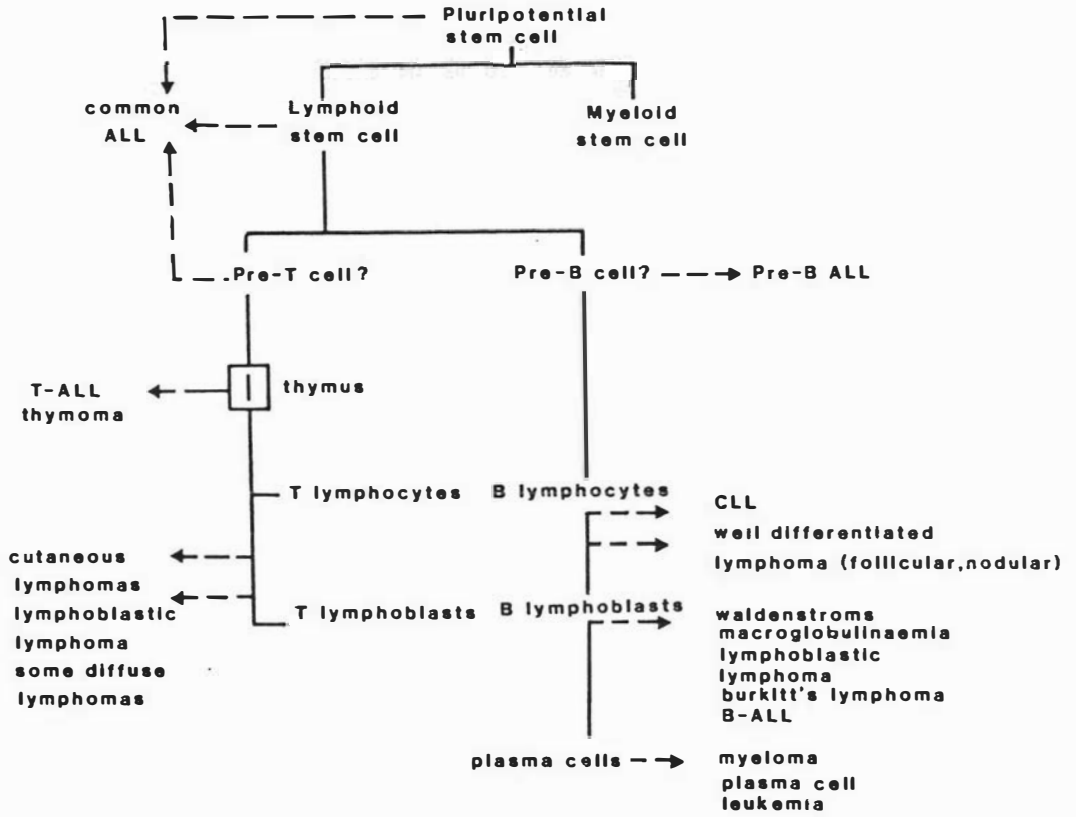 Pluripotential
stem cell
common
ALL
Lymphoid
stem cell
Myeloid
stem cell
Pre-T cell?
Pre-B cell?
Pre-B ALL
T-ALL
thymoma
thymus
T lymphocytes
B lymphocytes
CLL
well differentiated
lymphoma (follicular,nodular)
cutaneous
lymphomas
lymphoblastic
lymphoma
some diffuse
lymphomas
T lymphoblasts
B lymphoblasts
waldenstroms
macroglobulinaemia
lymphoblastic
lymphoma
burkitt's lymphoma
B-ALL
plasma cells
myeloma
plasma cell
leukemia